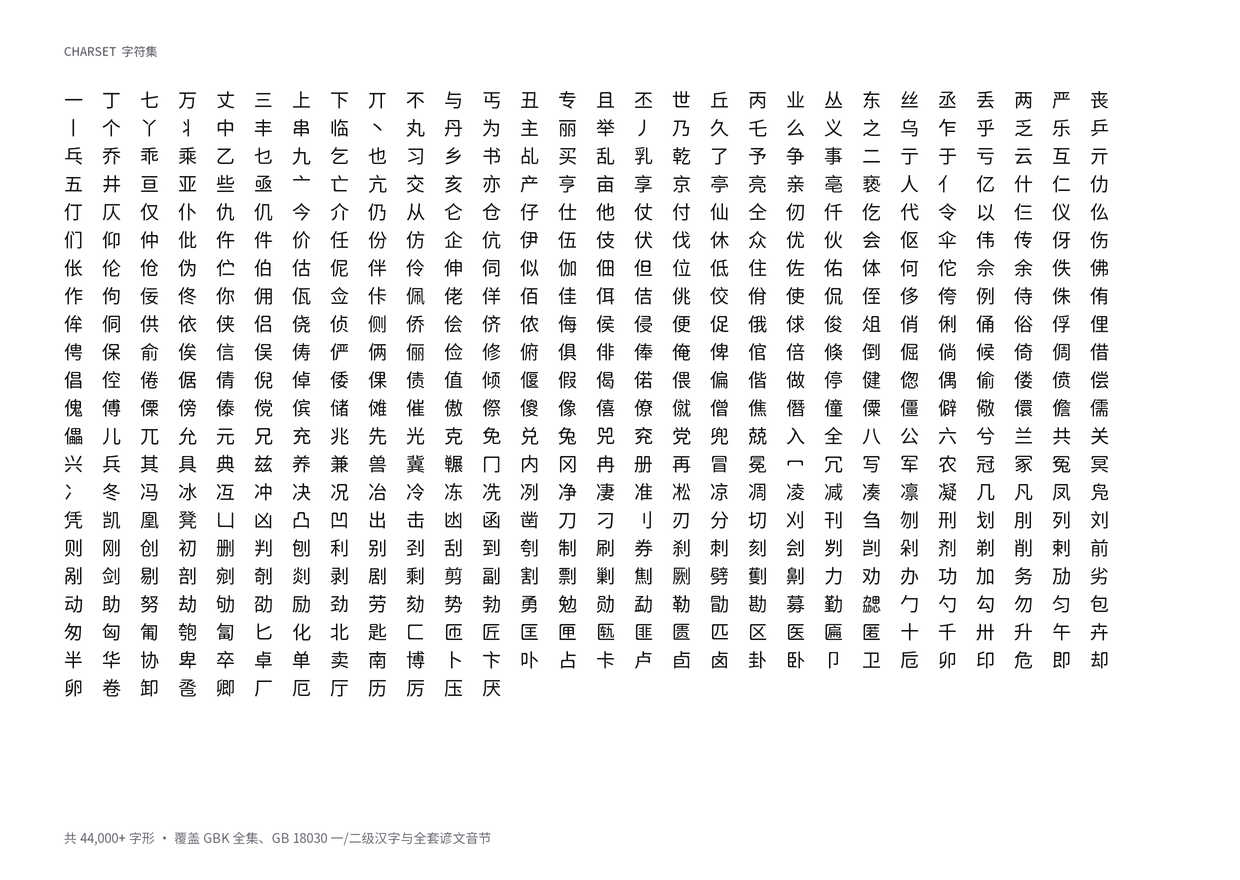 CHARSET 字符集
一 丁 七 万 丈 三 上 下 丌 不 与 丐 丑 专 且 丕 世 丘 丙 业 丛 东 丝 丞 丢 两 严 丧
丨 个 丫 丬 中 丰 串 临 丶 丸 丹 为 主 丽 举 丿 乃 久 乇 么 义 之 乌 乍 乎 乏 乐 乒
乓 乔 乖 乘 乙 乜 九 乞 也 习 乡 书 乩 买 乱 乳 乾 了 予 争 事 二 亍 于 亏 云 互 亓
五 井 亘 亚 些 亟 亠 亡 亢 交 亥 亦 产 亨 亩 享 京 亭 亮 亲 亳 亵 人 亻 亿 什 仁 仂
仃 仄 仅 仆 仇 仉 今 介 仍 从 仑 仓 仔 仕 他 仗 付 仙 仝 仞 仟 仡 代 令 以 仨 仪 仫
们 仰 仲 仳 仵 件 价 任 份 仿 企 伉 伊 伍 伎 伏 伐 休 众 优 伙 会 伛 伞 伟 传 伢 伤
伥 伦 伧 伪 伫 伯 估 伲 伴 伶 伸 伺 似 伽 佃 但 位 低 住 佐 佑 体 何 佗 佘 余 佚 佛
作 佝 佞 佟 你 佣 佤 佥 佧 佩 佬 佯 佰 佳 佴 佶 佻 佼 佾 使 侃 侄 侈 侉 例 侍 侏 侑
侔 侗 供 依 侠 侣 侥 侦 侧 侨 侩 侪 侬 侮 侯 侵 便 促 俄 俅 俊 俎 俏 俐 俑 俗 俘 俚
俜 保 俞 俟 信 俣 俦 俨 俩 俪 俭 修 俯 俱 俳 俸 俺 俾 倌 倍 倏 倒 倔 倘 候 倚 倜 借
倡 倥 倦 倨 倩 倪 倬 倭 倮 债 值 倾 偃 假 偈 偌 偎 偏 偕 做 停 健 偬 偶 偷 偻 偾 偿
傀 傅 傈 傍 傣 傥 傧 储 傩 催 傲 傺 傻 像 僖 僚 僦 僧 僬 僭 僮 僳 僵 僻 儆 儇 儋 儒
儡 儿 兀 允 元 兄 充 兆 先 光 克 免 兑 兔 兕 兖 党 兜 兢 入 全 八 公 六 兮 兰 共 关
兴 兵 其 具 典 兹 养 兼 兽 冀 冁 冂 内 冈 冉 册 再 冒 冕 冖 冗 写 军 农 冠 冢 冤 冥
冫 冬 冯 冰 冱 冲 决 况 冶 冷 冻 冼 冽 净 凄 准 凇 凉 凋 凌 减 凑 凛 凝 几 凡 凤 凫
凭 凯 凰 凳 凵 凶 凸 凹 出 击 凼 函 凿 刀 刁 刂 刃 分 切 刈 刊 刍 刎 刑 划 刖 列 刘
则 刚 创 初 删 判 刨 利 别 刭 刮 到 刳 制 刷 券 刹 刺 刻 刽 刿 剀 剁 剂 剃 削 剌 前
剐 剑 剔 剖 剜 剞 剡 剥 剧 剩 剪 副 割 剽 剿 劁 劂 劈 劐 劓 力 劝 办 功 加 务 劢 劣
动 助 努 劫 劬 劭 励 劲 劳 劾 势 勃 勇 勉 勋 勐 勒 勖 勘 募 勤 勰 勹 勺 勾 勿 匀 包
匆 匈 匍 匏 匐 匕 化 北 匙 匚 匝 匠 匡 匣 匦 匪 匮 匹 区 医 匾 匿 十 千 卅 升 午 卉
半 华 协 卑 卒 卓 单 卖 南 博 卜 卞 卟 占 卡 卢 卣 卤 卦 卧 卩 卫 卮 卯 印 危 即 却
卵 卷 卸 卺 卿 厂 厄 厅 历 厉 压 厌
共 44,000+ 字形 · 覆盖 GBK 全集、GB 18030 一/二级汉字与全套谚文音节